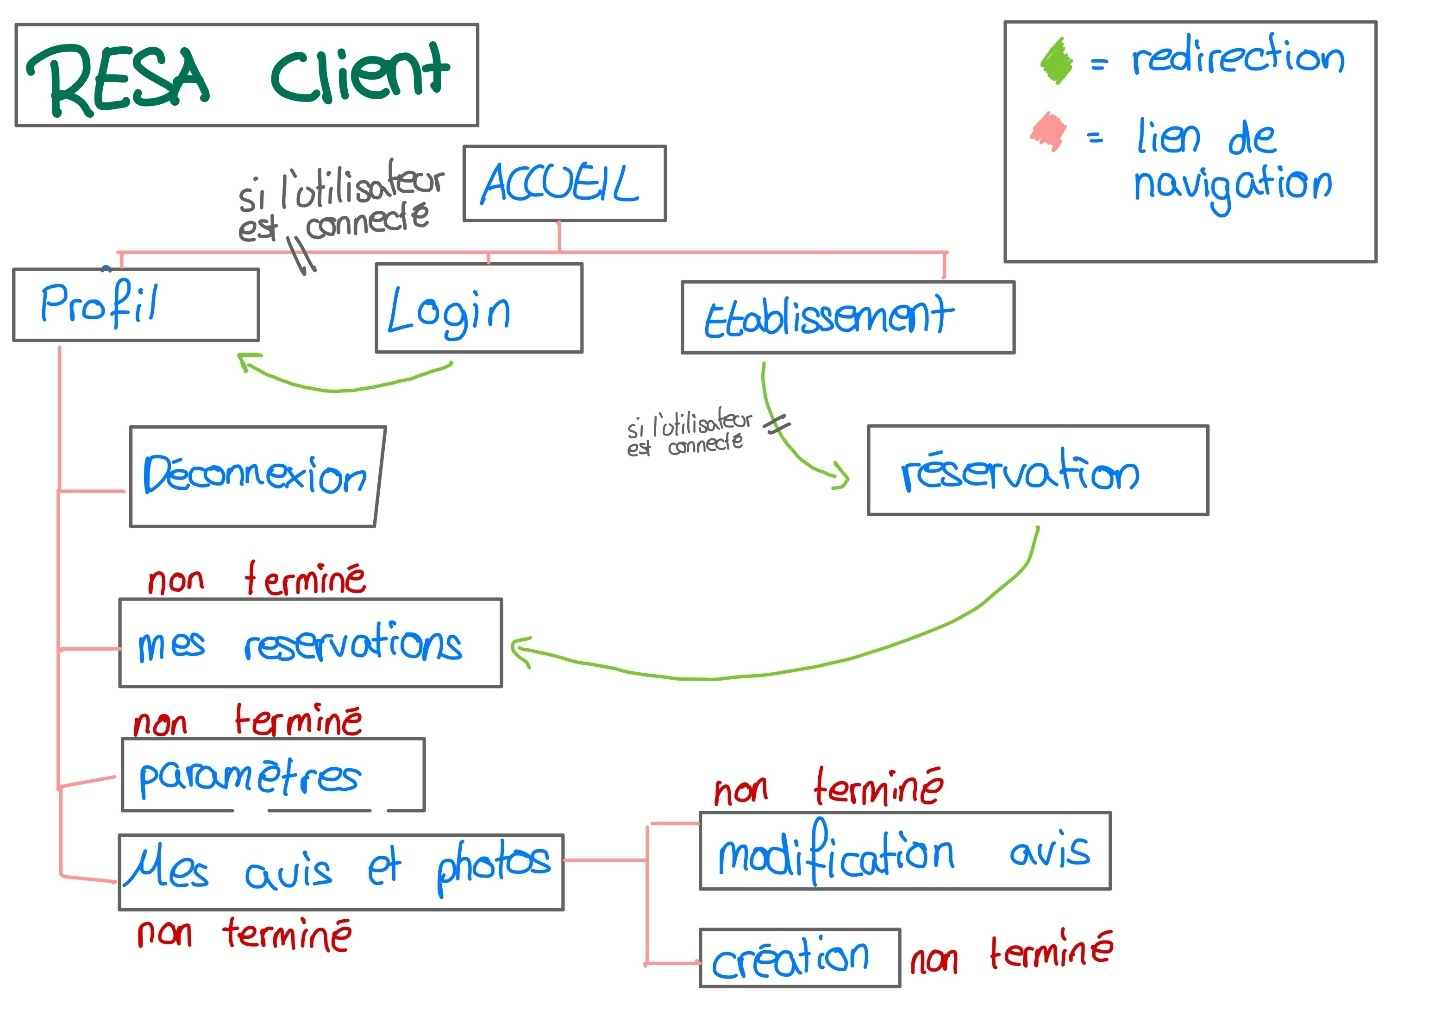 RESA Client
= redirection
= lien de
navigation
ACCUEIL
si l'utilisateur
est connecté
Profil
Login
Etablissement
si l'utilisateur
est connecté
Déconnexion
réservation
non terminé
mes reservations
non terminé
paramètres
non terminé
modification avis
Mes avis et photos
non terminé
création
non terminé